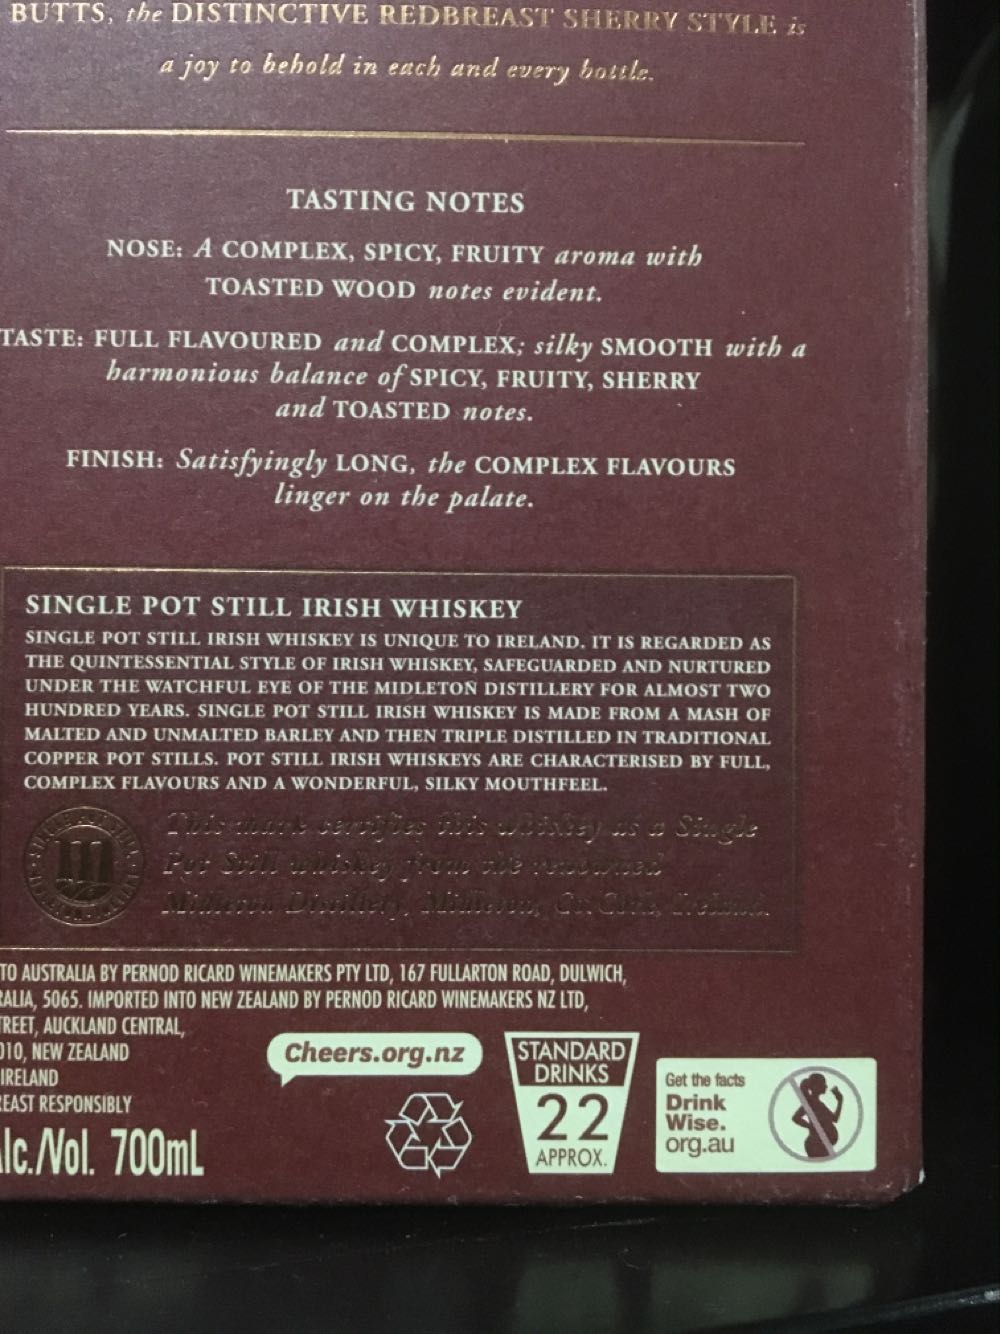 BUTTS, the DISTINCTIVE REDBREAST SHERRY STYLE is
a joy to behold in each and every bottle.
TASTING NOTES
NOSE: A COMPLEX, SPICY, FRUITY aroma with
TOASTED WOOD notes evident.
TASTE: FULL FLAVOURED and COMPLEX; silky SMOOTH with a
harmonious balance of SPICY, FRUITY, SHERRY
and TOASTED notes.
FINISH: Satisfyingly LONG, the COMPLEX FLAVOURS
linger on the palate.
SINGLE POT STILL IRISH WHISKEY
SINGLE POT STILL IRISH WHISKEY IS UNIQUE TO IRELAND. IT IS REGARDED AS
THE QUINTESSENTIAL STYLE OF IRISH WHISKEY, SAFEGUARDED AND NURTURED
UNDER THE WATCHFUL EYE OF THE MIDLETON DISTILLERY FOR ALMOST TWO
HUNDRED YEARS. SINGLE POT STILL IRISH WHISKEY IS MADE FROM A MASH OF
MALTED AND UNMALTED BARLEY AND THEN TRIPLE DISTILLED IN TRADITIONAL
COPPER POT STILLS. POT STILL IRISH WHISKEYS ARE CHARACTERISED BY FULL,
COMPLEX FLAVOURS AND A WONDERFUL, SILKY MOUTHFEEL.
This mark certifies this whiskey as a Single
Pot Still whiskey from the renowned
Midleton Distillery, Midleton, Co. Cork, Ireland.
TO AUSTRALIA BY PERNOD RICARD WINEMAKERS PTY LTD, 167 FULLARTON ROAD, DULWICH,
RALIA, 5065. IMPORTED INTO NEW ZEALAND BY PERNOD RICARD WINEMAKERS NZ LTD,
TREET, AUCKLAND CENTRAL,
010, NEW ZEALAND
IRELAND
EAST RESPONSIBLY
lc./Vol. 700mL
Cheers.org.nz
STANDARD
DRINKS
22
APPROX.
Get the facts
Drink
Wise.
org.au